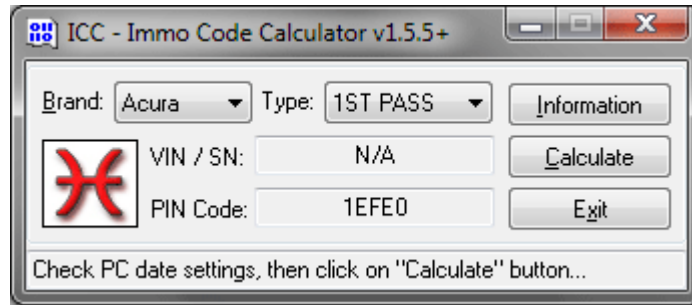 ICC - Immo Code Calculator v1.5.5+
Brand: Acura Type: 1ST PASS Information
VIN / SN: N/A Calculate
PIN Code: 1EFE0 Exit
Check PC date settings, then click on "Calculate" button...